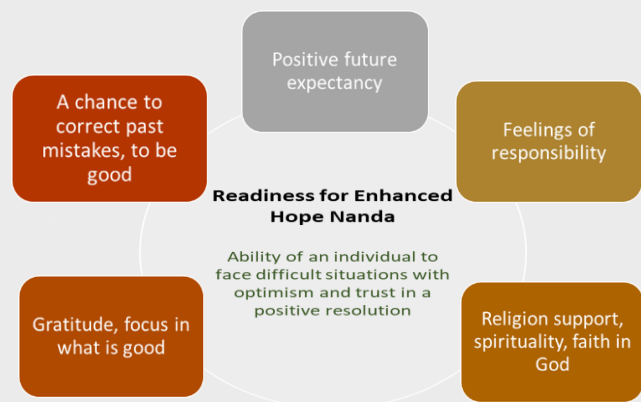 Positive future
expectancy
A chance to
correct past
mistakes, to be
good
Feelings of
responsibility
Readiness for Enhanced
Hope Nanda
Ability of an individual to
face difficult situations with
optimism and trust in a
positive resolution
Gratitude, focus in
what is good
Religion support,
spirituality, faith in
God